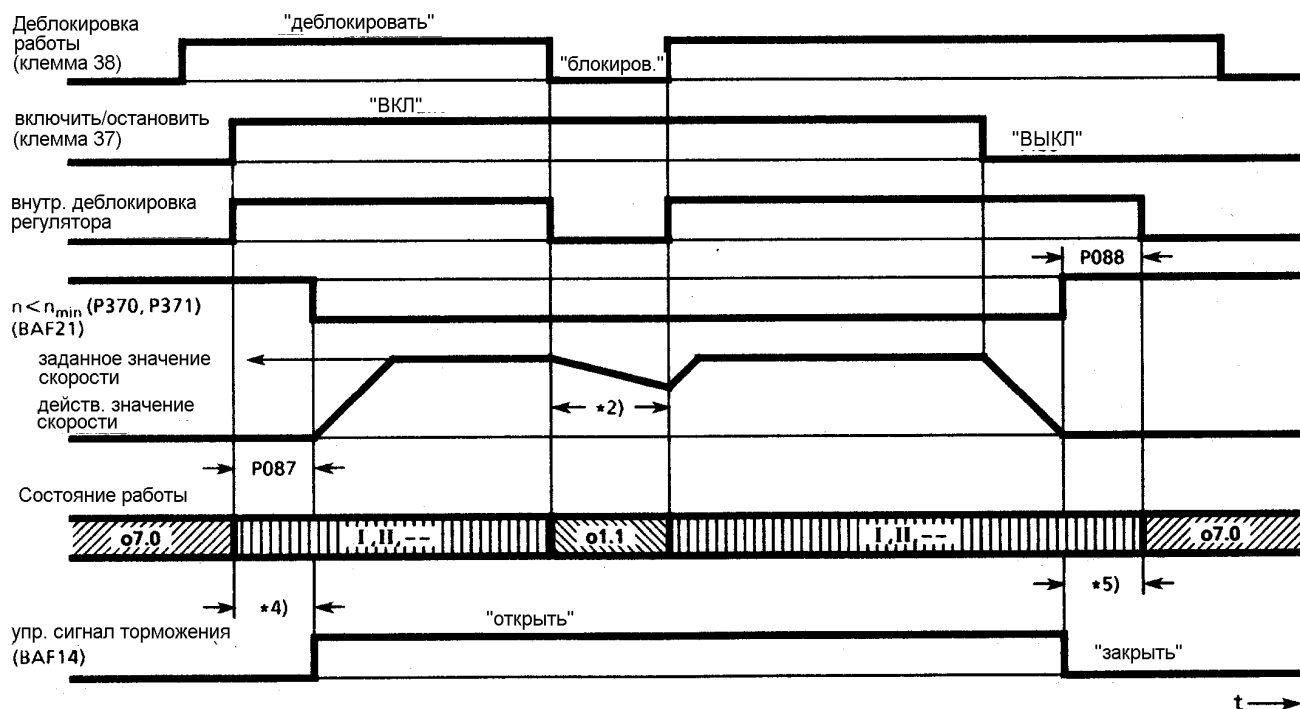 Деблокировка
работы
(клемма 38)
"деблокировать"
"блокиров."
включить/остановить
(клемма 37)
"ВКЛ"
"ВЫКЛ"
внутр. деблокировка
регулятора
P088
n < nmin (P370, P371)
(BAF21)
заданное значение
скорости
действ. значение
скорости
*2)
P087
Состояние работы
o7.0
I, II, --
o1.1
I, II, --
o7.0
*4)
*5)
упр. сигнал торможения
(BAF14)
"открыть"
"закрыть"
t